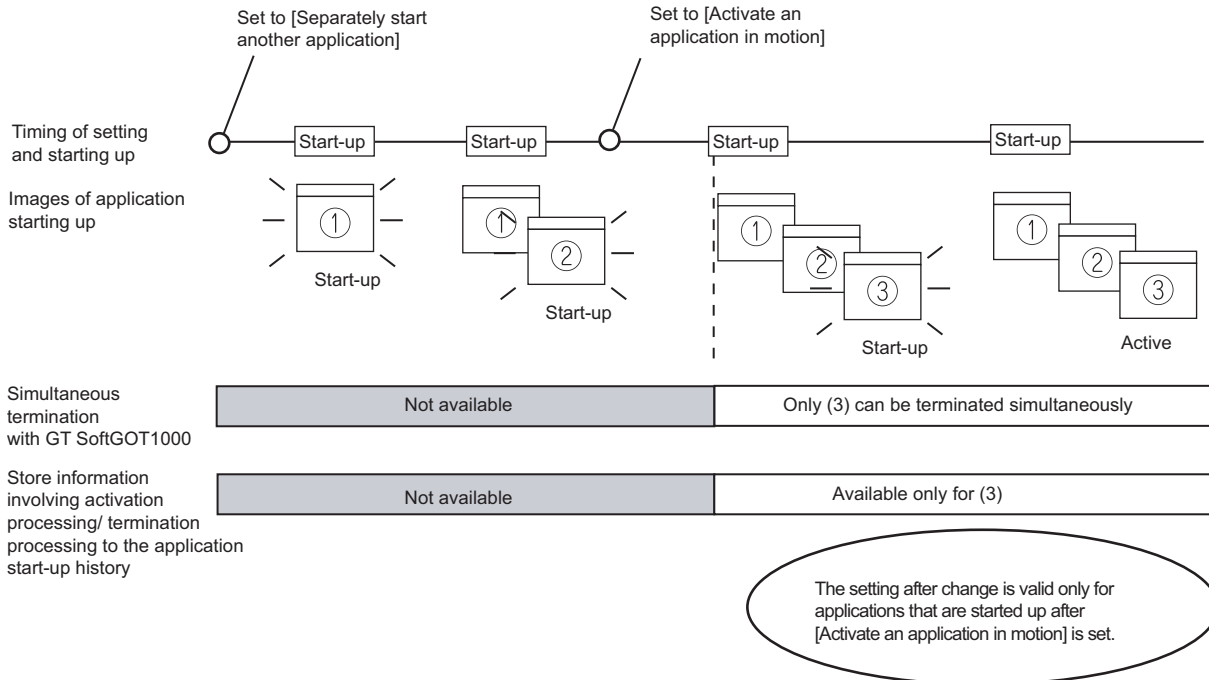 Set to [Separately start
another application]
Set to [Activate an
application in motion]
Timing of setting
and starting up
Start-up
Start-up
Start-up
Start-up
Images of application
starting up
①
Start-up
①
②
Start-up
①
②
③
Start-up
①
②
③
Active
Simultaneous
termination
with GT SoftGOT1000
Not available
Only (3) can be terminated simultaneously
Store information
involving activation
processing/ termination
processing to the application
start-up history
Not available
Available only for (3)
The setting after change is valid only for
applications that are started up after
[Activate an application in motion] is set.